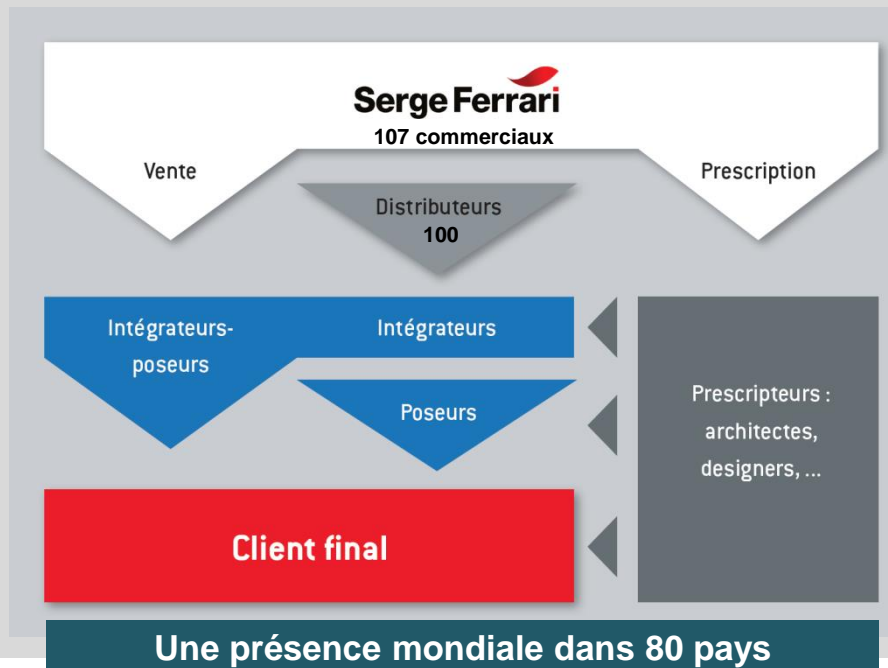 Serge Ferrari
107 commerciaux
Vente
Prescription
Distributeurs
100
Intégrateurs-
poseurs
Intégrateurs
Poseurs
Prescripteurs :
architectes,
designers, ...
Client final
Une présence mondiale dans 80 pays